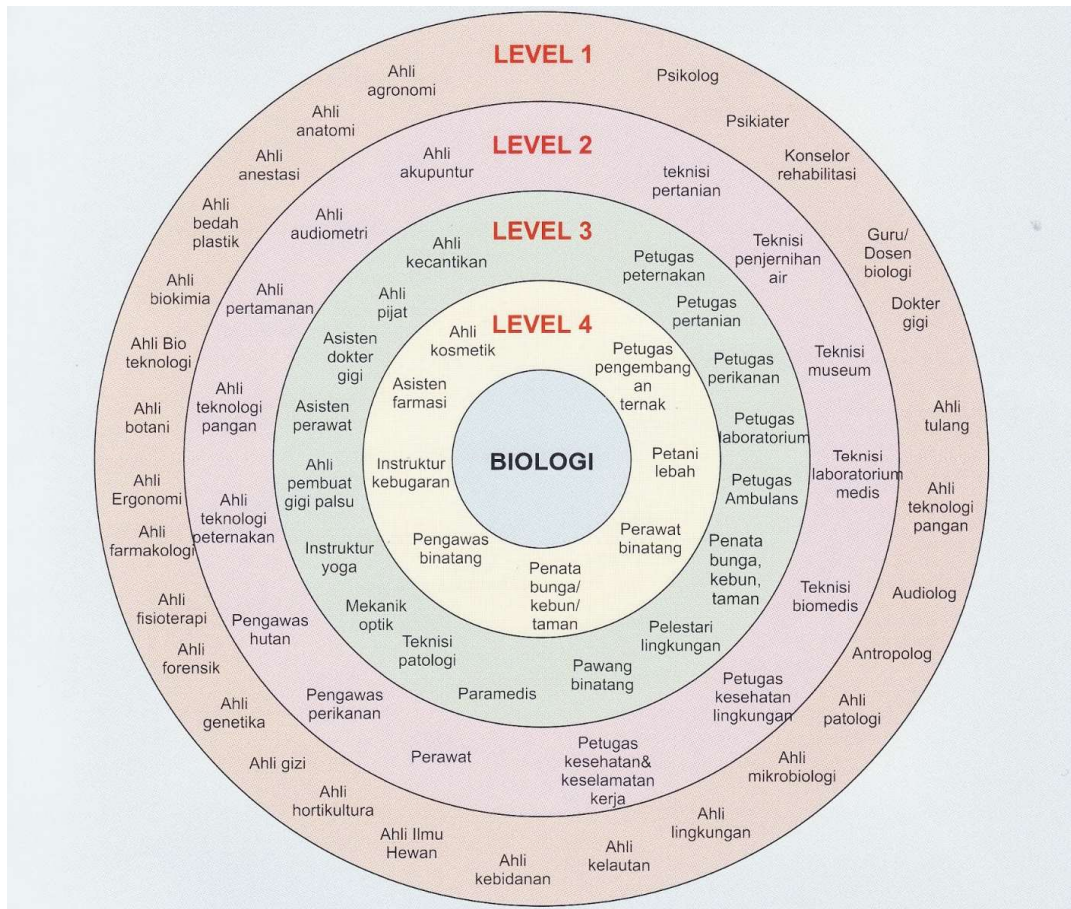 LEVEL 1
Psikolog
Psikiater
Konselor
rehabilitasi
Guru/
Dosen
biologi
Dokter
gigi
Ahli
tulang
Ahli
teknologi
pangan
Audiolog
Antropolog
Ahli
patologi
Ahli
mikrobiologi
Ahli
lingkungan
Ahli
kelautan
Ahli
kebidanan
Ahli Ilmu
Hewan
Ahli
hortikultura
Ahli gizi
Ahli
genetika
Ahli
forensik
Ahli
fisioterapi
Ahli
farmakologi
Ahli
Ergonomi
Ahli
botani
Ahli Bio
teknologi
Ahli
biokimia
Ahli
bedah
plastik
Ahli
anestasi
Ahli
anatomi
Ahli
agronomi
LEVEL 2
teknisi
pertanian
Teknisi
penjernihan
air
Teknisi
museum
Teknisi
laboratorium
medis
Teknisi
biomedis
Petugas
kesehatan
lingkungan
Petugas
kesehatan&
keselamatan
kerja
Perawat
Pengawas
perikanan
Pengawas
hutan
Ahli
teknologi
peternakan
Ahli
teknologi
pangan
Ahli
pertamanan
Ahli
audiometri
Ahli
akupuntur
LEVEL 3
Petugas
peternakan
Petugas
pertanian
Petugas
perikanan
Petugas
laboratorium
Petugas
Ambulans
Penata
bunga,
kebun,
taman
Pelestari
lingkungan
Pawang
binatang
Paramedis
Teknisi
patologi
Mekanik
optik
Instruktur
yoga
Ahli
pembuat
gigi palsu
Asisten
perawat
Asisten
dokter
gigi
Ahli
pijat
Ahli
kecantikan
LEVEL 4
Petugas
pengembang
an
ternak
Petani
lebah
Perawat
binatang
Penata
bunga/
kebun/
taman
Pengawas
binatang
Instruktur
kebugaran
Asisten
farmasi
Ahli
kosmetik
BIOLOGI